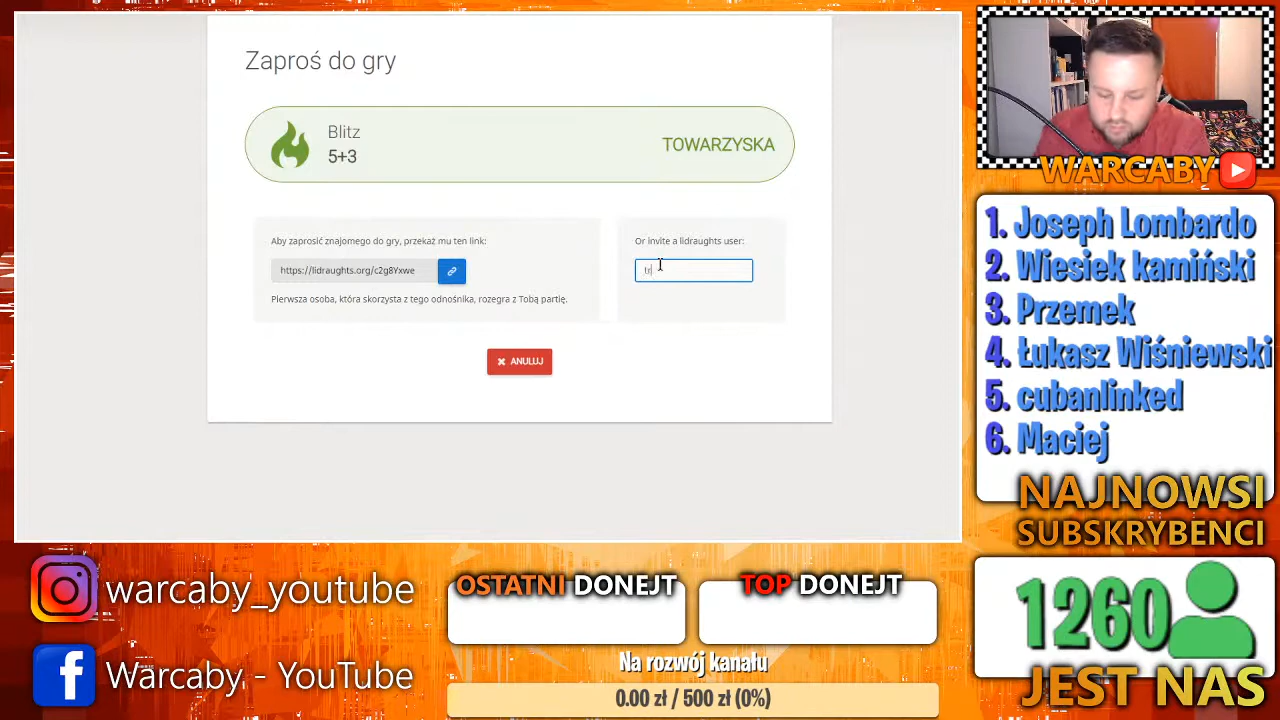 Zaproś do gry
Blitz
5+3
TOWARZYSKA
Aby zaprosić znajomego do gry, przekaż mu ten link:
https://lidraughts.org/c2g8Yxwe
Pierwsza osoba, która skorzysta z tego odnośnika, rozegra z Tobą partię.
Or invite a lidraughts user:
ANULUJ
WARCABY
1. Joseph Lombardo
2. Wiesiek kamiński
3. Przemek
4. Łukasz Wiśniewski
5. cubanlinked
6. Maciej
NAJNOWSI
SUBSKRYBENCI
1260
JEST NAS
warcaby_youtube
Warcaby - YouTube
OSTATNI DONEJT
TOP DONEJT
Na rozwój kanału
0.00 zł / 500 zł (0%)